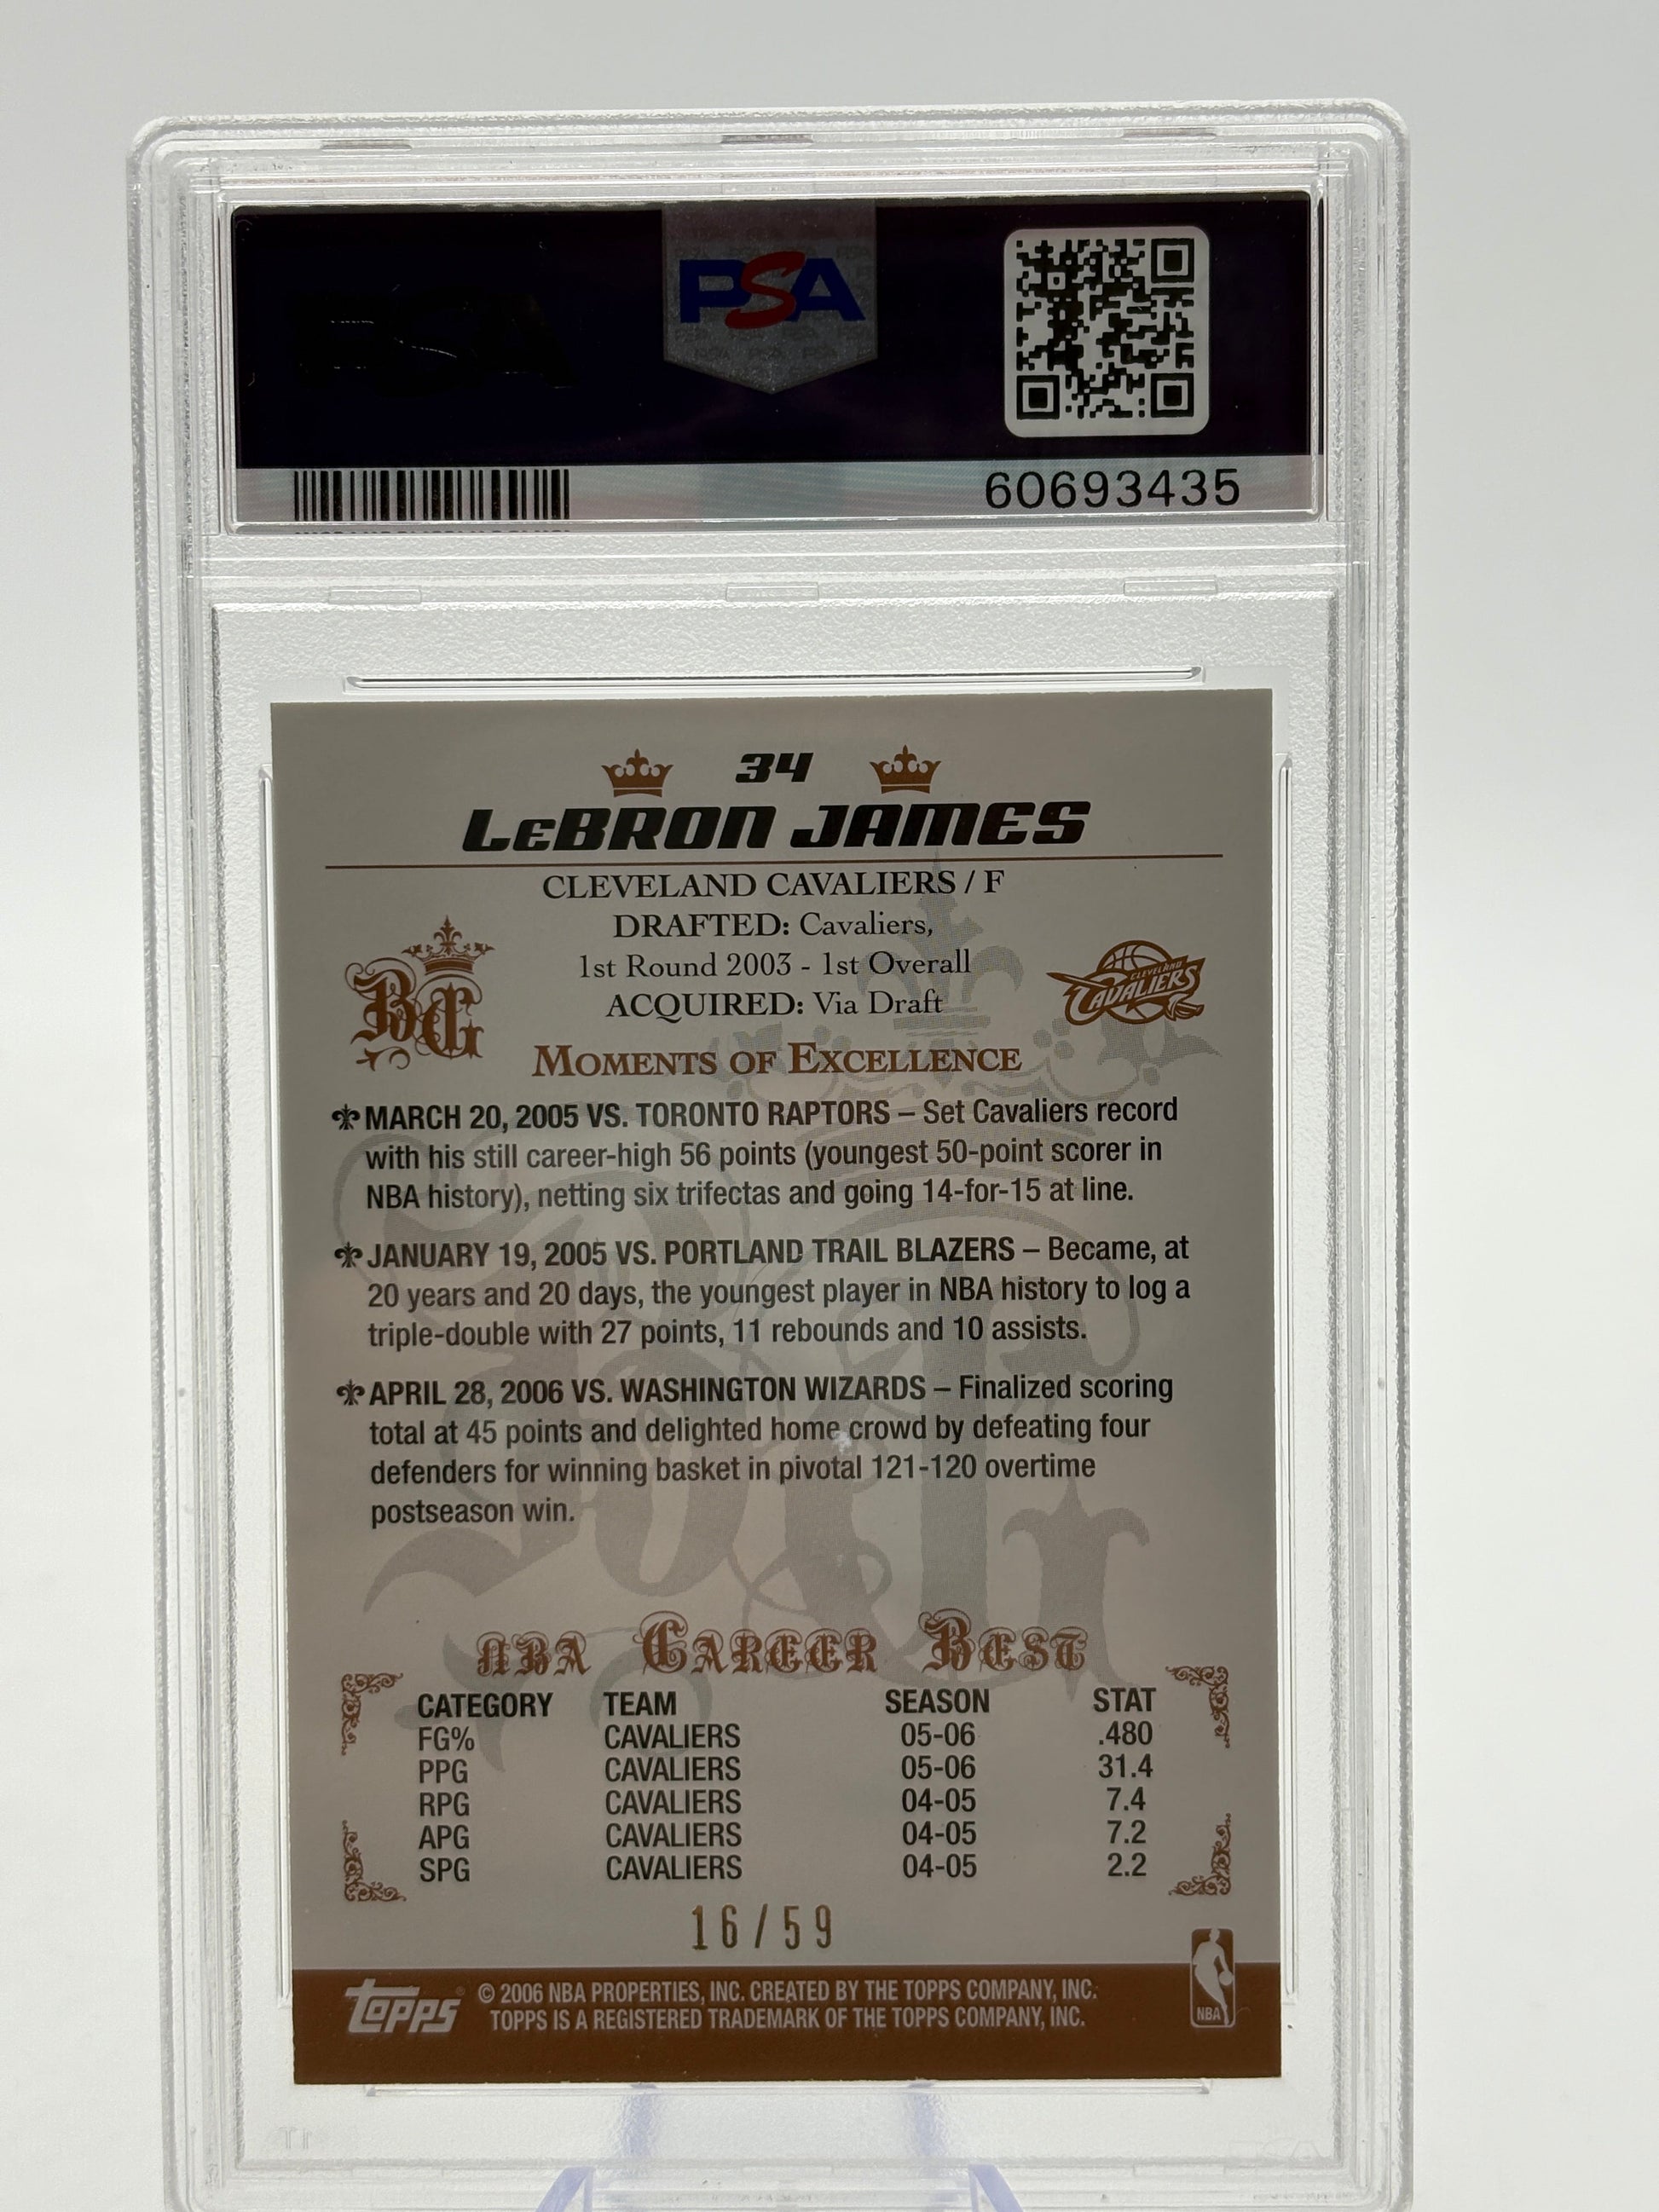 PSA
60693435
34
LeBRON JAMES
CLEVELAND CAVALIERS / F
DRAFTED: Cavaliers,
1st Round 2003 - 1st Overall
ACQUIRED: Via Draft
BG
CLEVELAND
CAVALIERS
MOMENTS OF EXCELLENCE
MARCH 20, 2005 VS. TORONTO RAPTORS – Set Cavaliers record
with his still career-high 56 points (youngest 50-point scorer in
NBA history), netting six trifectas and going 14-for-15 at line.
JANUARY 19, 2005 VS. PORTLAND TRAIL BLAZERS – Became, at
20 years and 20 days, the youngest player in NBA history to log a
triple-double with 27 points, 11 rebounds and 10 assists.
APRIL 28, 2006 VS. WASHINGTON WIZARDS – Finalized scoring
total at 45 points and delighted home crowd by defeating four
defenders for winning basket in pivotal 121-120 overtime
postseason win.
NBA CAREER BEST
CATEGORY TEAM SEASON STAT
FG% CAVALIERS 05-06 .480
PPG CAVALIERS 05-06 31.4
RPG CAVALIERS 04-05 7.4
APG CAVALIERS 04-05 7.2
SPG CAVALIERS 04-05 2.2
16/59
topps® © 2006 NBA PROPERTIES, INC. CREATED BY THE TOPPS COMPANY, INC.
TOPPS IS A REGISTERED TRADEMARK OF THE TOPPS COMPANY, INC.
NBA